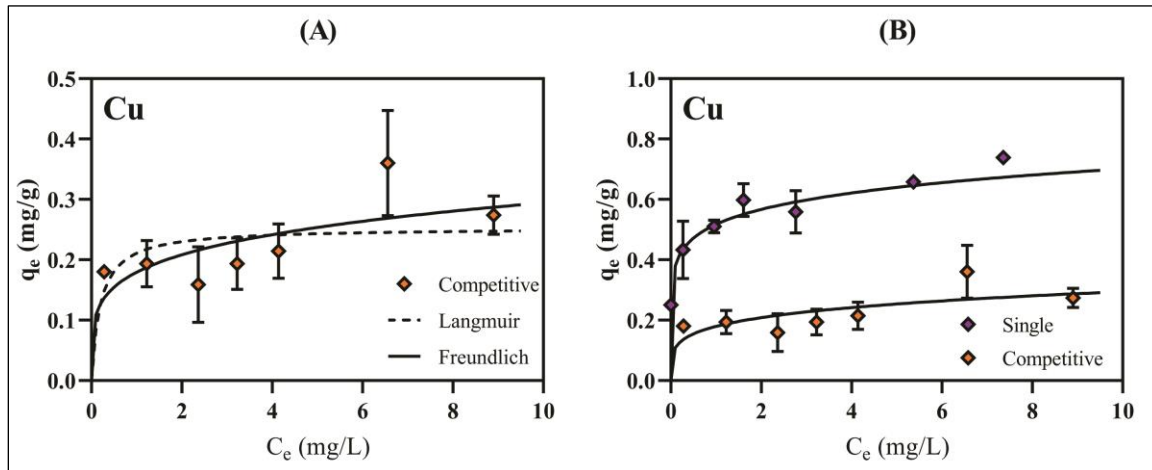 (A)
Cu
q_e (mg/g)
0.5
0.4
0.3
0.2
0.1
0.0
Competitive
Langmuir
Freundlich
0 2 4 6 8 10
C_e (mg/L)
(B)
Cu
q_e (mg/g)
1.0
0.8
0.6
0.4
0.2
0.0
Single
Competitive
0 2 4 6 8 10
C_e (mg/L)